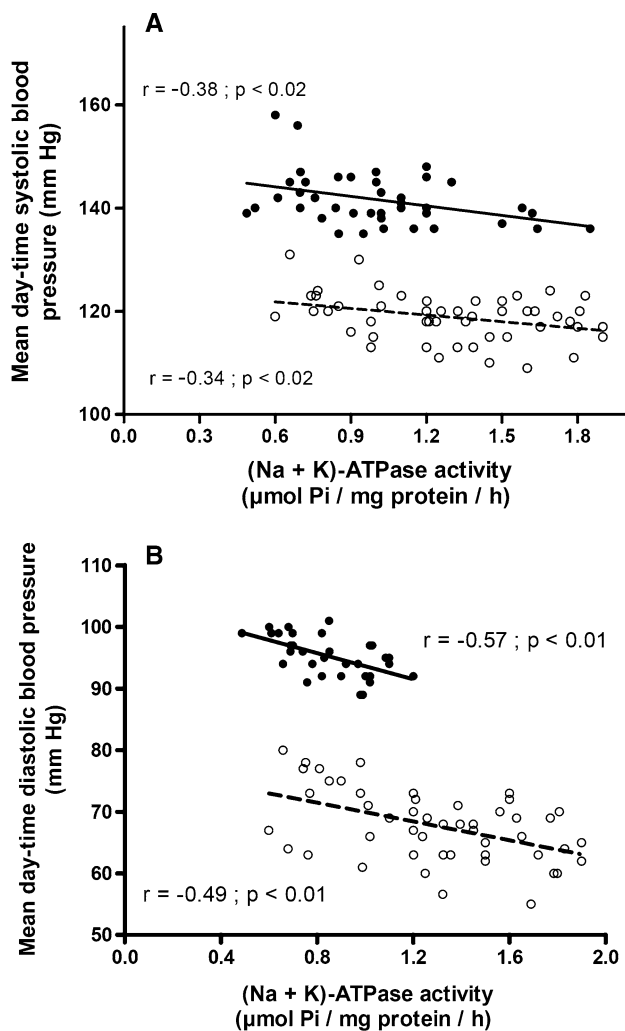 A
r = -0.38 ; p < 0.02
160
140
120
100
Mean day-time systolic blood
pressure (mm Hg)
r = -0.34 ; p < 0.02
0.0 0.3 0.6 0.9 1.2 1.5 1.8
(Na + K)-ATPase activity
(µmol Pi / mg protein / h)
B
110
100
90
80
70
60
50
Mean day-time diastolic blood pressure
(mm Hg)
r = -0.57 ; p < 0.01
r = -0.49 ; p < 0.01
0.0 0.4 0.8 1.2 1.6 2.0
(Na + K)-ATPase activity
(µmol Pi / mg protein / h)